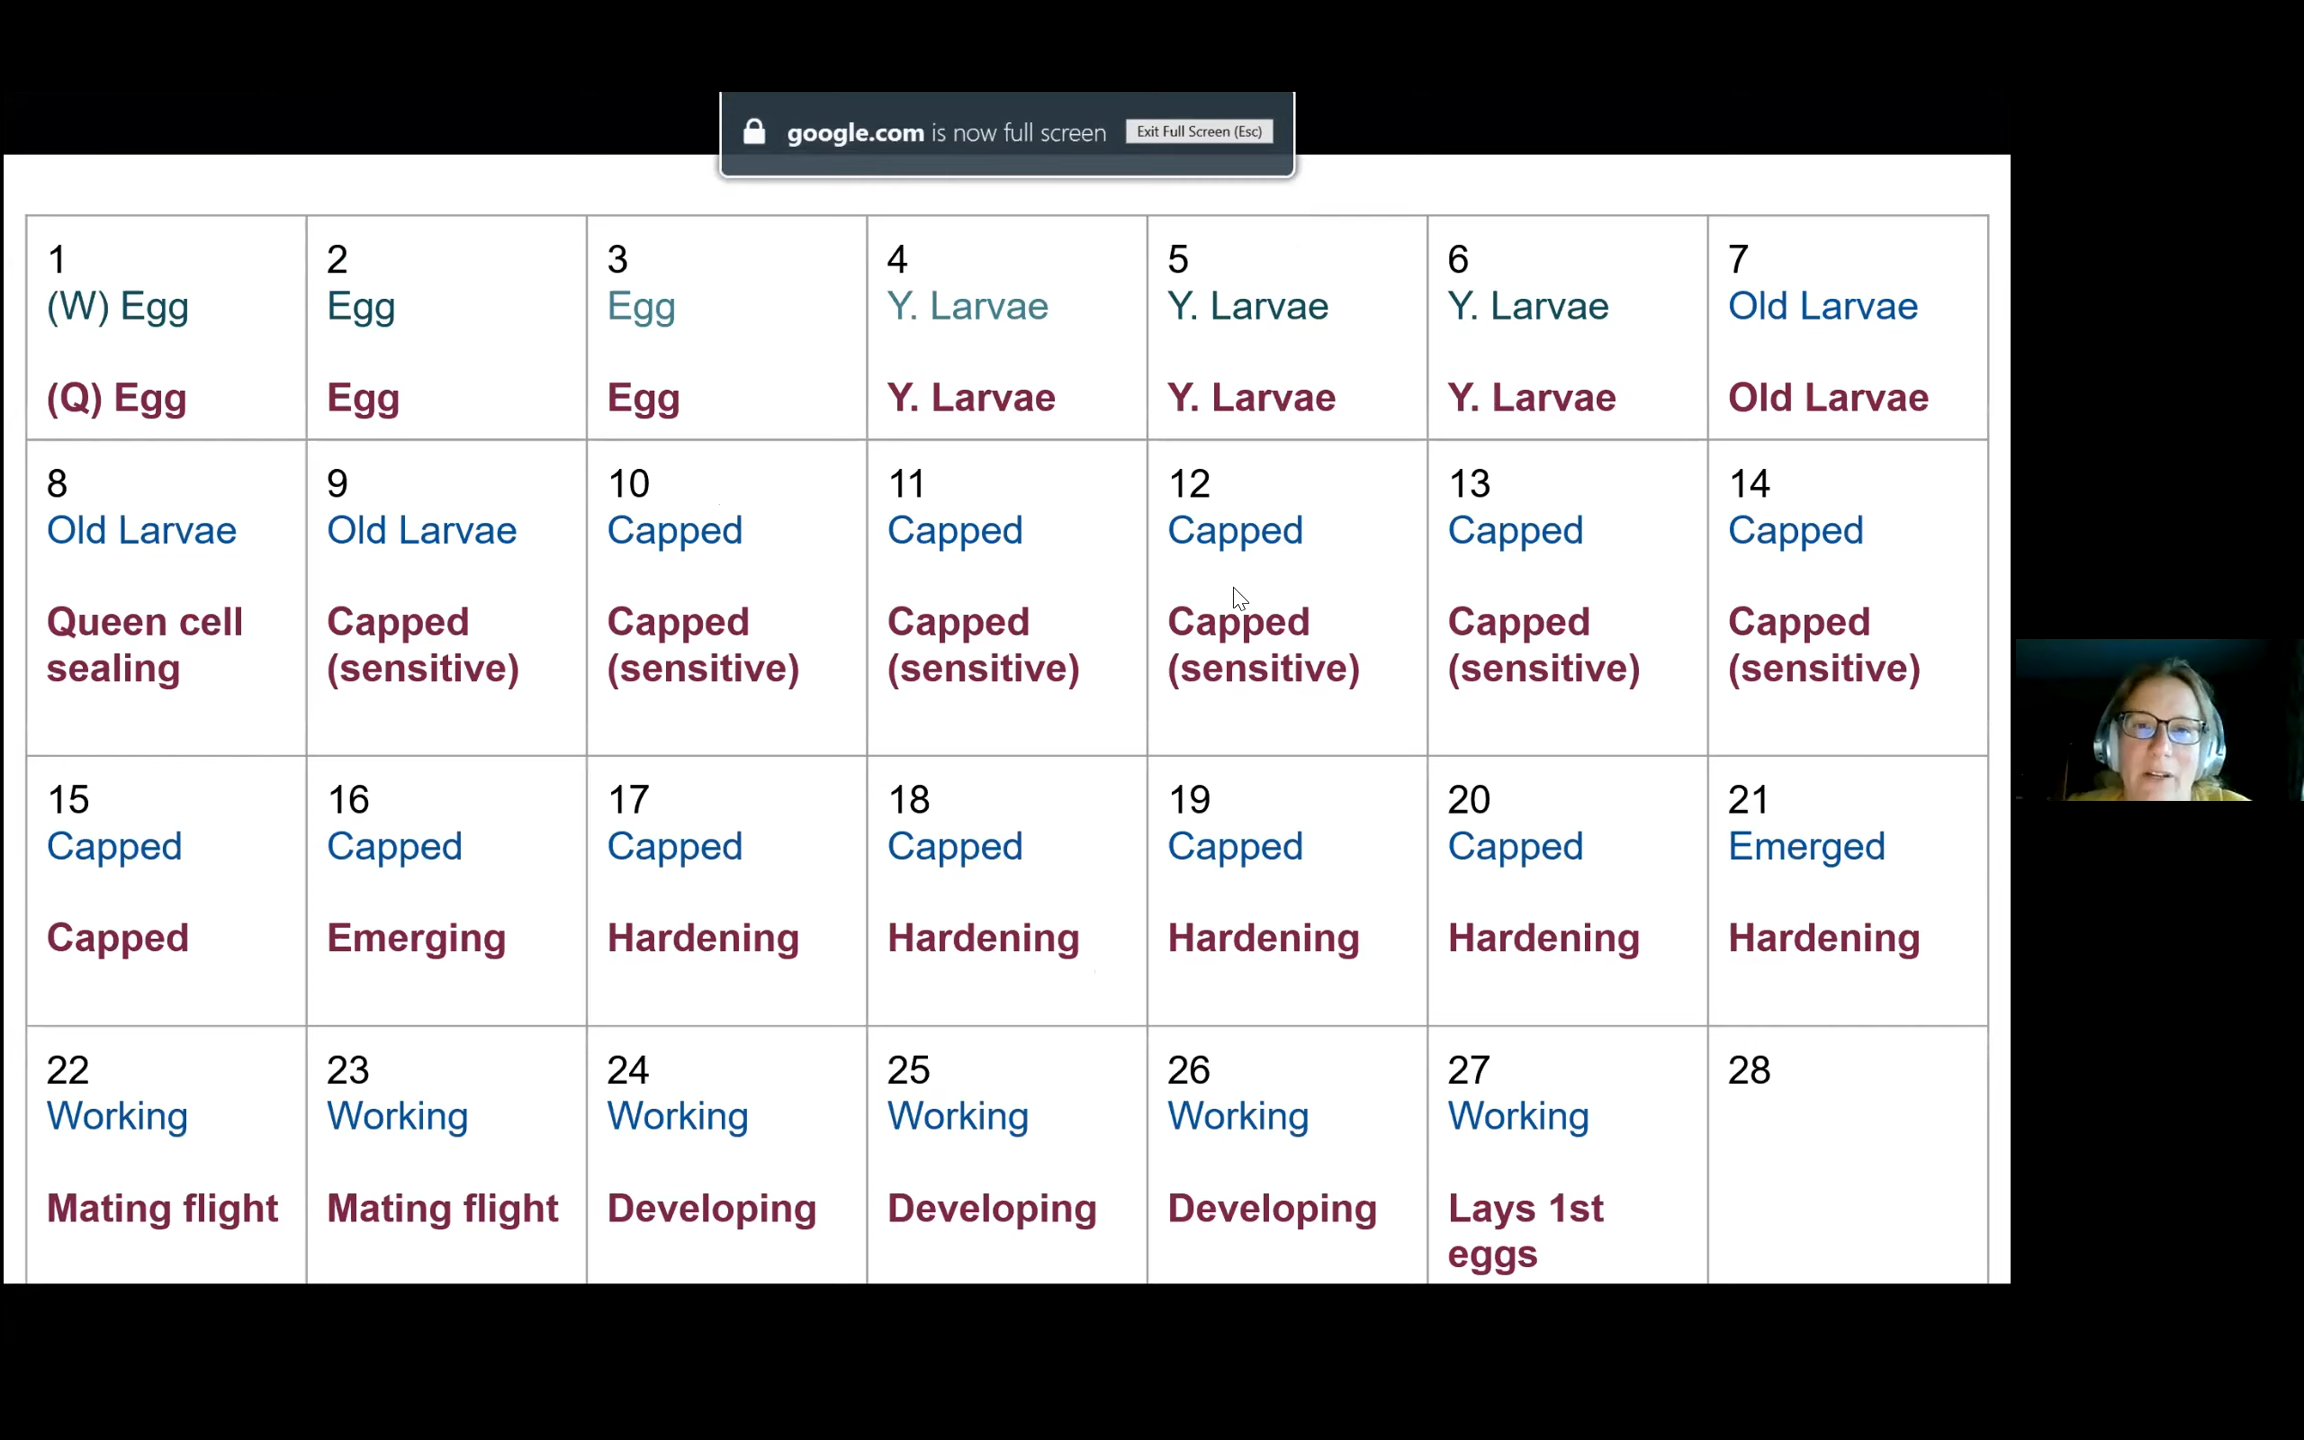 google.com is now full screen Exit Full Screen (Esc)
1
(W) Egg
(Q) Egg
2
Egg
Egg
3
Egg
Egg
4
Y. Larvae
Y. Larvae
5
Y. Larvae
Y. Larvae
6
Y. Larvae
Y. Larvae
7
Old Larvae
Old Larvae
8
Old Larvae
Queen cell
sealing
9
Old Larvae
Capped
(sensitive)
10
Capped
Capped
(sensitive)
11
Capped
Capped
(sensitive)
12
Capped
Capped
(sensitive)
13
Capped
Capped
(sensitive)
14
Capped
Capped
(sensitive)
15
Capped
Capped
16
Capped
Emerging
17
Capped
Hardening
18
Capped
Hardening
19
Capped
Hardening
20
Capped
Hardening
21
Emerged
Hardening
22
Working
Mating flight
23
Working
Mating flight
24
Working
Developing
25
Working
Developing
26
Working
Developing
27
Working
Lays 1st
eggs
28